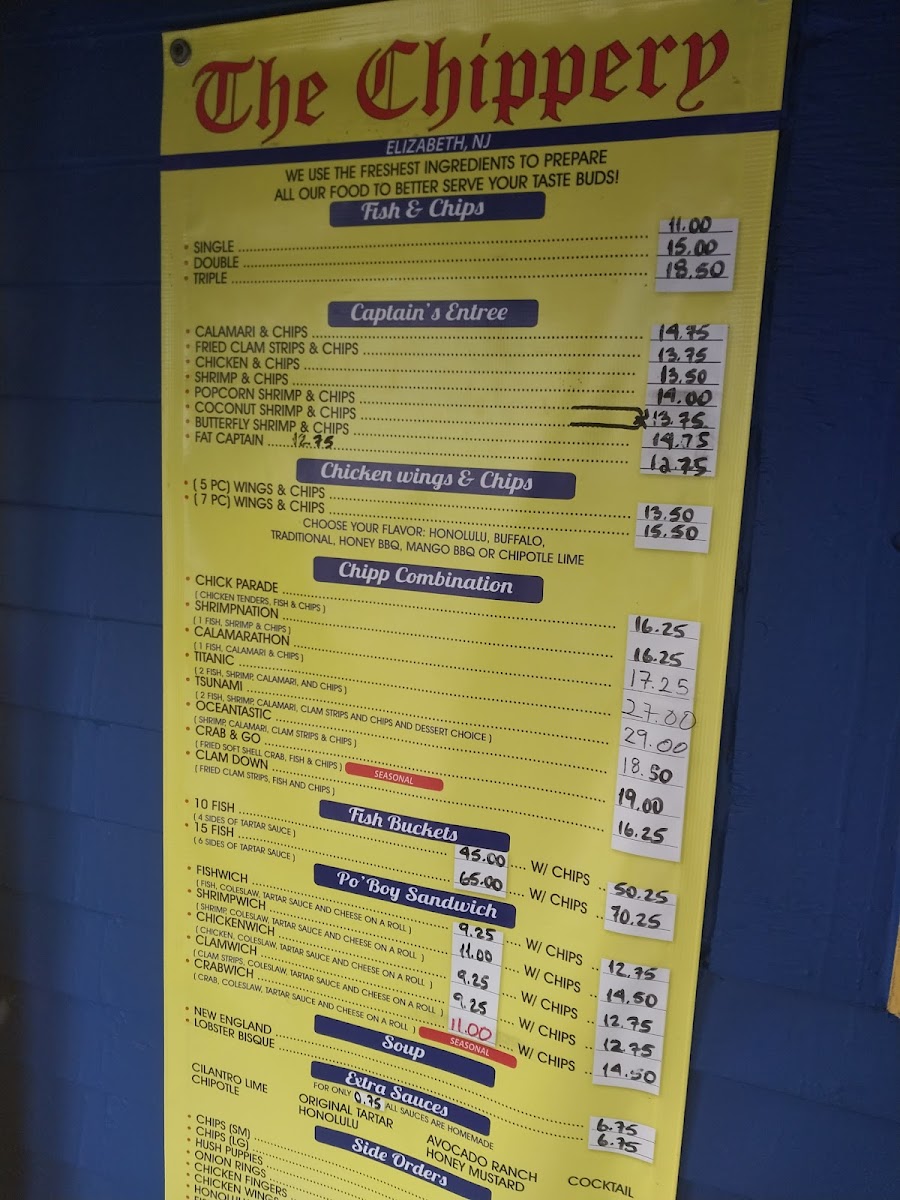 The Chippery
ELIZABETH, NJ
WE USE THE FRESHEST INGREDIENTS TO PREPARE
ALL OUR FOOD TO BETTER SERVE YOUR TASTE BUDS!
Fish & Chips
• SINGLE 11.00
• DOUBLE 15.00
• TRIPLE 18.50
Captain's Entree
• CALAMARI & CHIPS 14.75
• FRIED CLAM STRIPS & CHIPS 13.75
• CHICKEN & CHIPS 13.50
• SHRIMP & CHIPS 14.00
• POPCORN SHRIMP & CHIPS 13.75
• COCONUT SHRIMP & CHIPS 14.75
• BUTTERFLY SHRIMP & CHIPS 12.75
• FAT CAPTAIN 12.75
Chicken wings & Chips
• ( 5 PC) WINGS & CHIPS 13.50
• ( 7 PC) WINGS & CHIPS 15.50
CHOOSE YOUR FLAVOR: HONOLULU, BUFFALO,
TRADITIONAL, HONEY BBQ, MANGO BBQ OR CHIPOTLE LIME
Chipp Combination
• CHICK PARADE 16.25
( CHICKEN TENDERS, FISH & CHIPS )
• SHRIMPNATION 16.25
( 1 FISH, SHRIMP & CHIPS )
• CALAMARATHON 17.25
( 1 FISH, CALAMARI & CHIPS )
• TITANIC 27.00
( 2 FISH, SHRIMP, CALAMARI, AND CHIPS )
• TSUNAMI 29.00
( 2 FISH, SHRIMP, CALAMARI, CLAM STRIPS AND CHIPS AND DESSERT CHOICE )
• OCEANTASTIC 18.50
( SHRIMP, CALAMARI, CLAM STRIPS & CHIPS )
• CRAB & GO 19.00
( FRIED SOFT SHELL CRAB, FISH & CHIPS ) SEASONAL
• CLAM DOWN 16.25
( FRIED CLAM STRIPS, FISH AND CHIPS )
Fish Buckets
• 10 FISH 45.00 W/ CHIPS 50.25
( 4 SIDES OF TARTAR SAUCE )
• 15 FISH 65.00 W/ CHIPS 70.25
( 6 SIDES OF TARTAR SAUCE )
Po'Boy Sandwich
• FISHWICH 9.25 W/ CHIPS 12.75
( FISH, COLESLAW, TARTAR SAUCE AND CHEESE ON A ROLL )
• SHRIMPWICH 11.00 W/ CHIPS 14.50
( SHRIMP, COLESLAW, TARTAR SAUCE AND CHEESE ON A ROLL )
• CHICKENWICH 9.25 W/ CHIPS 12.75
( CHICKEN, COLESLAW, TARTAR SAUCE AND CHEESE ON A ROLL )
• CLAMWICH 9.25 W/ CHIPS 12.75
( CLAM STRIPS, COLESLAW, TARTAR SAUCE AND CHEESE ON A ROLL )
• CRABWICH 11.00 W/ CHIPS 14.50
( CRAB, COLESLAW, TARTAR SAUCE AND CHEESE ON A ROLL ) SEASONAL
Soup
• NEW ENGLAND 6.75
• LOBSTER BISQUE 6.75
Extra Sauces
FOR ONLY 0.75 ALL SAUCES ARE HOMEMADE
CILANTRO LIME ORIGINAL TARTAR AVOCADO RANCH COCKTAIL
CHIPOTLE HONOLULU HONEY MUSTARD
Side Orders
• CHIPS (SM)
• CHIPS (LG)
• HUSH PUPPIES
• ONION RINGS
• CHICKEN FINGERS
• CHICKEN WINGS